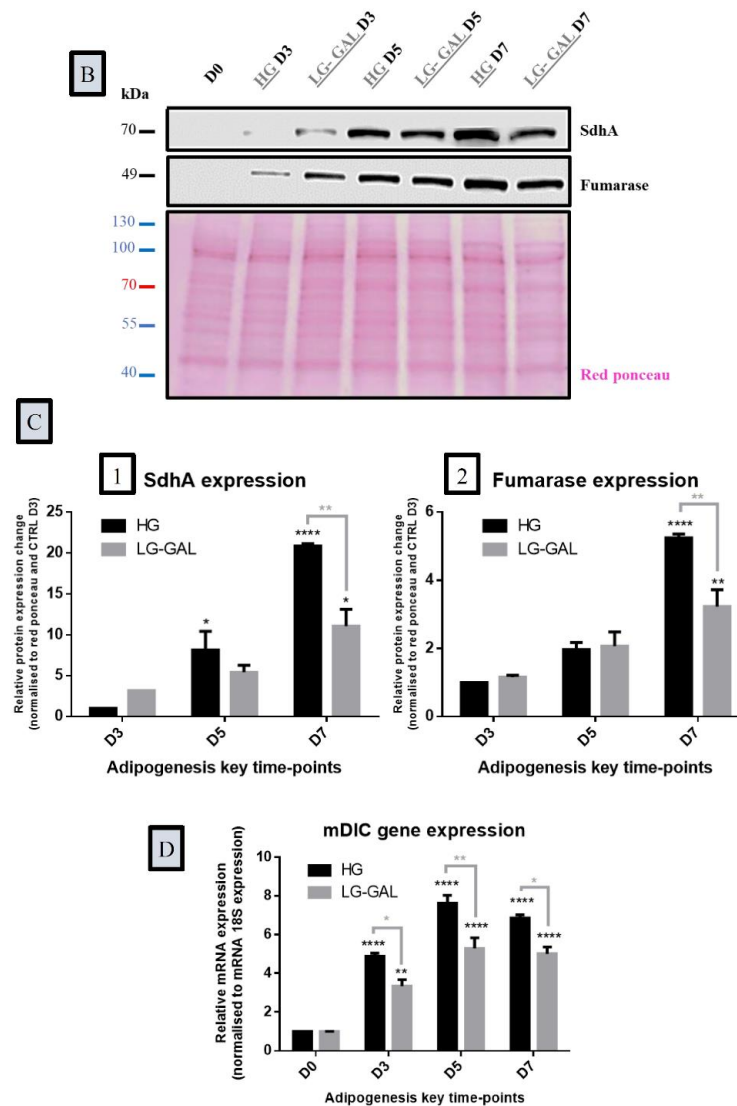 B
D0 HG D3 LG- GAL D3 HG D5 LG- GAL D5 HG D7 LG- GAL D7
kDa
70
SdhA
49
Fumarase
130
100
70
55
40
Red ponceau
C
1 SdhA expression
HG
LG-GAL
Relative protein expression change
(normalised to red ponceau and CTRL D3)
25
20
15
10
5
0
*
****
*
**
D3 D5 D7
Adipogenesis key time-points
2 Fumarase expression
HG
LG-GAL
Relative protein expression change
(normalised to red ponceau and CTRL D3)
6
4
2
0
****
**
**
D3 D5 D7
Adipogenesis key time-points
D
mDIC gene expression
HG
LG-GAL
Relative mRNA expression
(normalised to mRNA 18S expression)
10
8
6
4
2
0
****
*
**
****
**
****
****
*
****
D0 D3 D5 D7
Adipogenesis key time-points